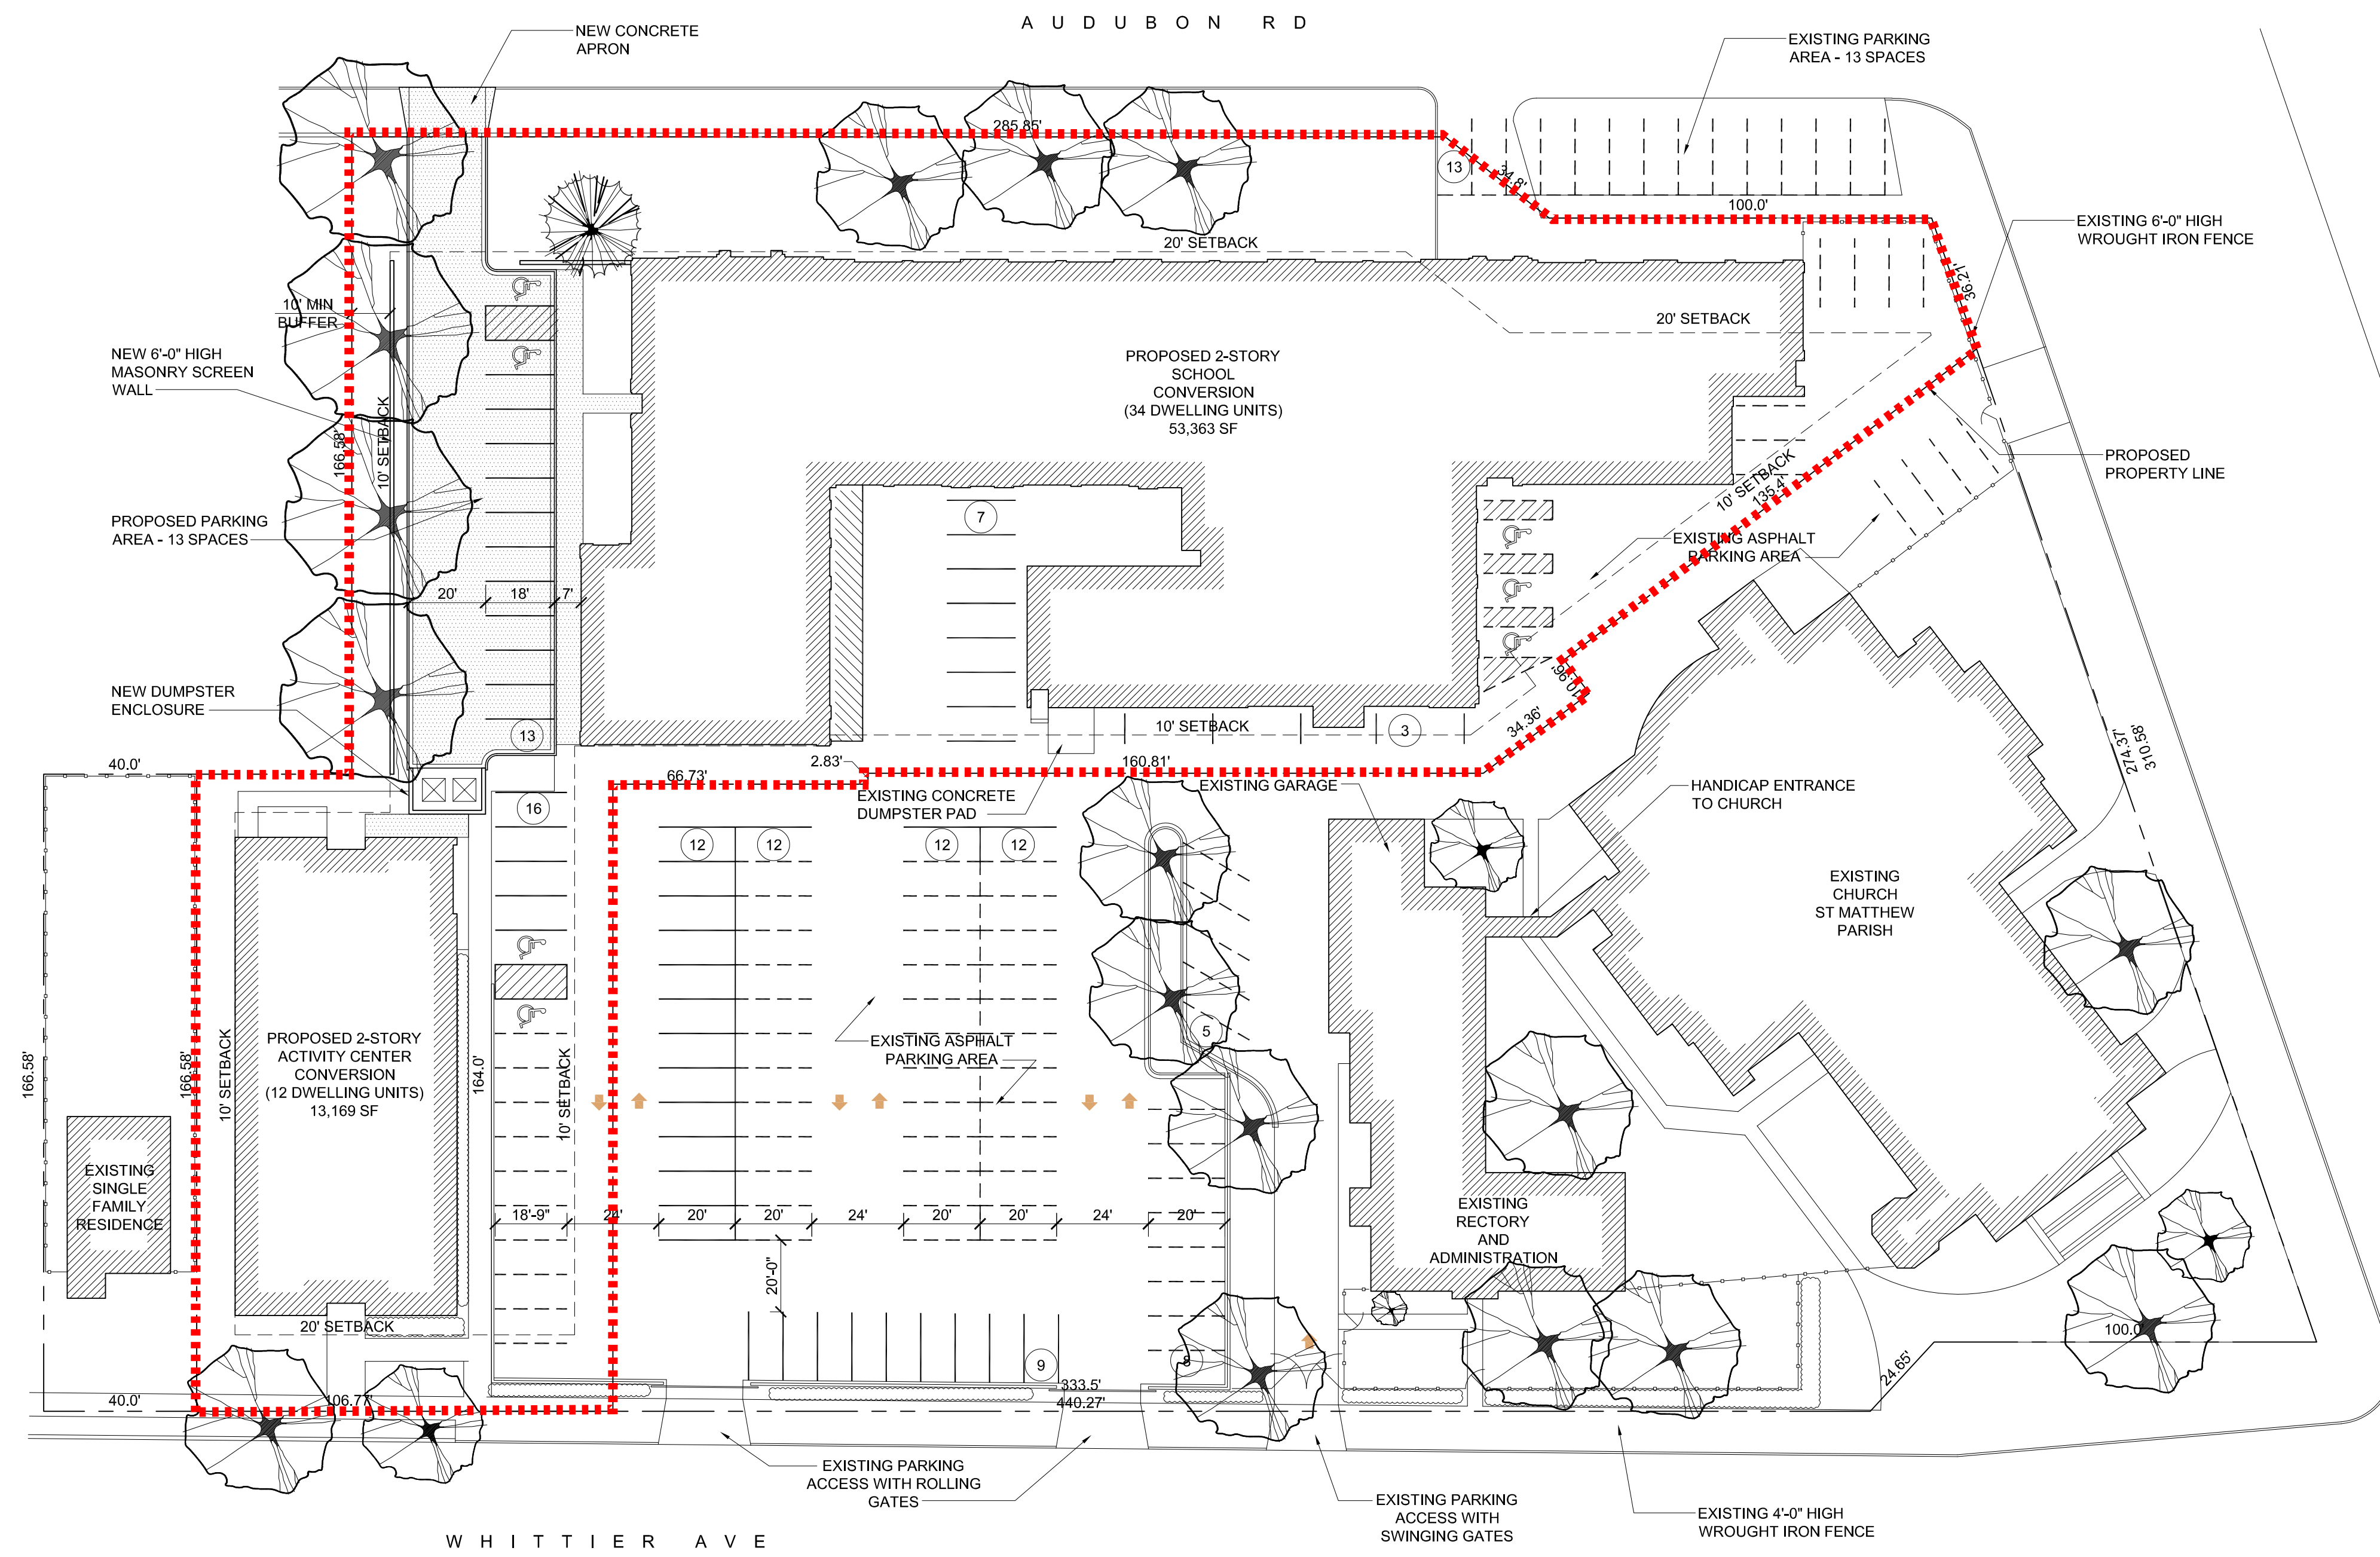 A U D U B O N   R D
NEW CONCRETE
APRON
EXISTING PARKING
AREA - 13 SPACES
285.85'
13
34.8'
100.0'
EXISTING 6'-0" HIGH
WROUGHT IRON FENCE
20' SETBACK
36.21'
10' MIN
BUFFER
20' SETBACK
NEW 6'-0" HIGH
MASONRY SCREEN
WALL
PROPOSED 2-STORY
SCHOOL
CONVERSION
(34 DWELLING UNITS)
53,363 SF
166.58'
10' SETBACK
PROPOSED
PROPERTY LINE
10' SETBACK
135.4'
PROPOSED PARKING
AREA - 13 SPACES
7
EXISTING ASPHALT
PARKING AREA
20'
18'
7'
NEW DUMPSTER
ENCLOSURE
10.96'
34.36'
13
10' SETBACK
3
274.37'
310.58'
40.0'
66.73'
2.83'
160.81'
EXISTING CONCRETE
DUMPSTER PAD
EXISTING GARAGE
HANDICAP ENTRANCE
TO CHURCH
16
12
12
12
12
EXISTING
CHURCH
ST MATTHEW
PARISH
5
166.58'
166.58'
10' SETBACK
PROPOSED 2-STORY
ACTIVITY CENTER
CONVERSION
(12 DWELLING UNITS)
13,169 SF
164.0'
10' SETBACK
EXISTING ASPHALT
PARKING AREA
EXISTING
SINGLE
FAMILY
RESIDENCE
18'-9"
24'
20'
20'
24'
20'
20'
24'
20'
EXISTING
RECTORY
AND
ADMINISTRATION
20'-0"
20' SETBACK
9
8
100.0'
24.65'
40.0'
106.77'
333.5'
440.27'
EXISTING PARKING
ACCESS WITH ROLLING
GATES
EXISTING PARKING
ACCESS WITH
SWINGING GATES
EXISTING 4'-0" HIGH
WROUGHT IRON FENCE
W H I T T I E R   A V E